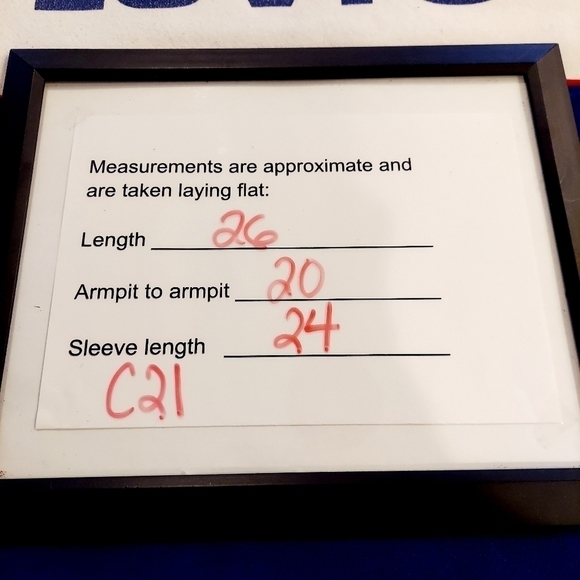 Measurements are approximate and
are taken laying flat:
Length 26
Armpit to armpit 20
Sleeve length 24
C21